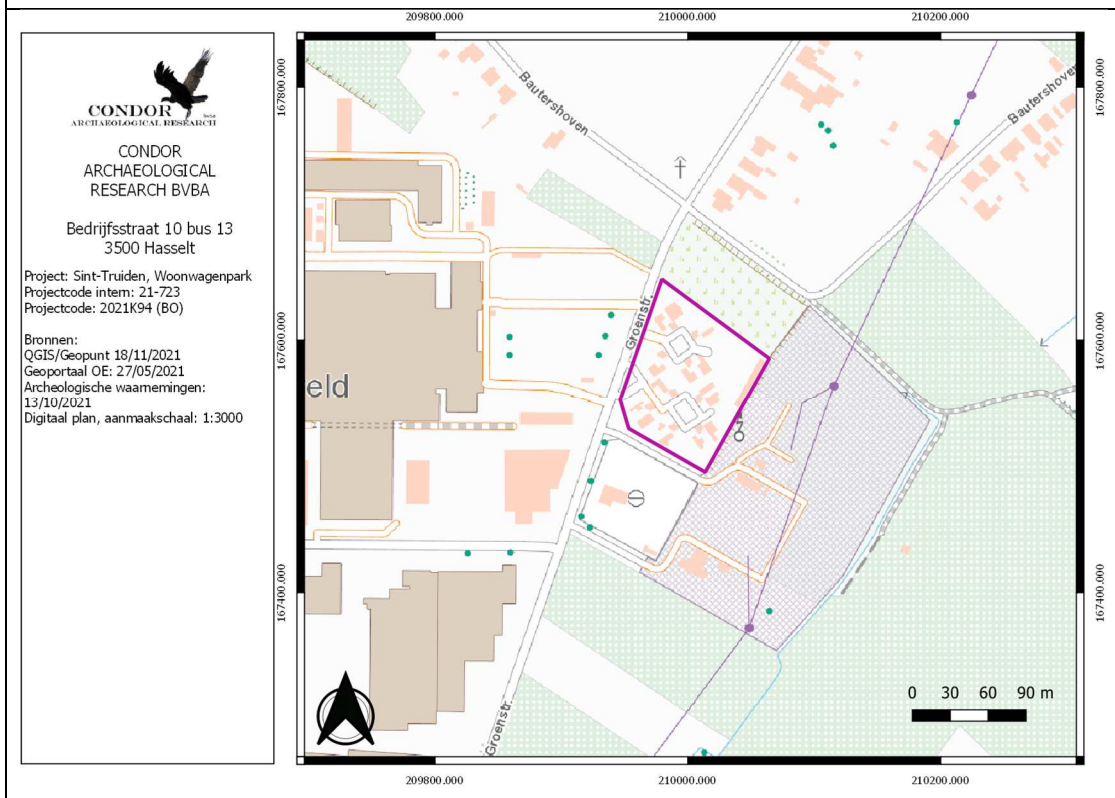 CONDOR
ARCHAEOLOGICAL RESEARCH
CONDOR
ARCHAEOLOGICAL
RESEARCH BVBA
Bedrijfsstraat 10 bus 13
3500 Hasselt
Project: Sint-Truiden, Woonwagenpark
Projectcode intern: 21-723
Projectcode: 2021K94 (BO)
Bronnen:
QGIS/Geopunt 18/11/2021
Geoportaal OE: 27/05/2021
Archeologische waarnemingen:
13/10/2021
Digitaal plan, aanmaakschaal: 1:3000
209800.000
210000.000
210200.000
167800.000
167600.000
167400.000
Bautershoven
Bautershoven
Groenstr.
eld
Groenstr.
0 30 60 90 m
167800.000
167600.000
167400.000
209800.000
210000.000
210200.000